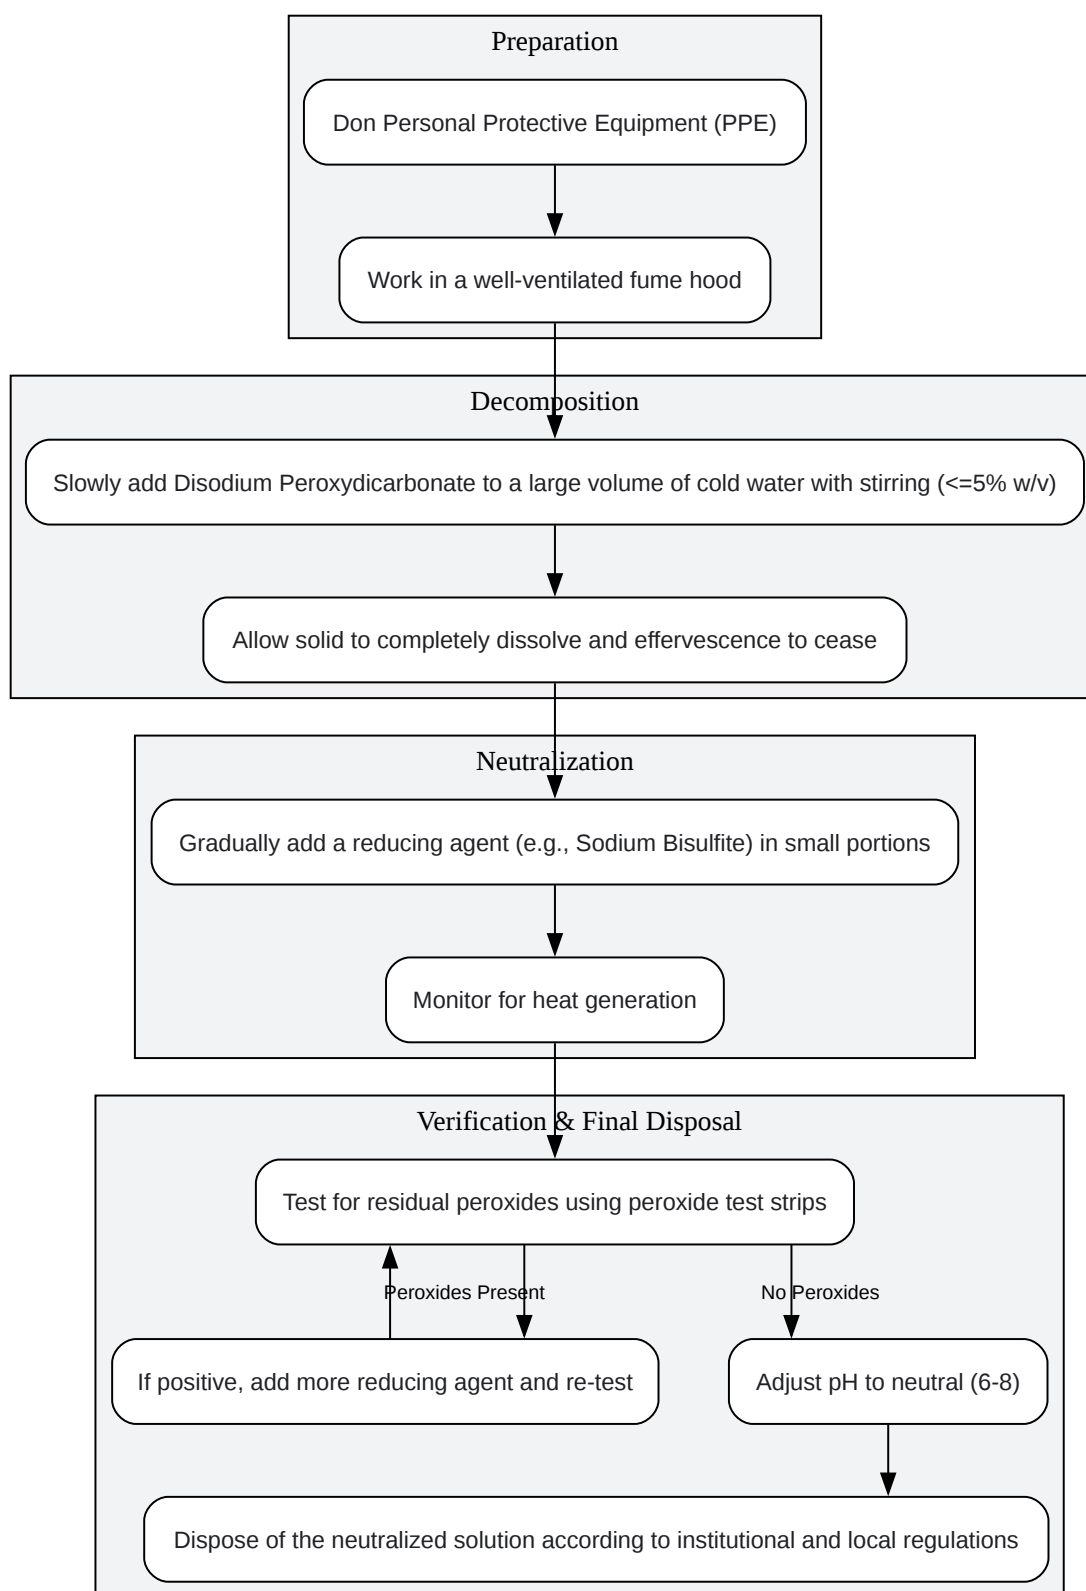 Preparation
Don Personal Protective Equipment (PPE)
Work in a well-ventilated fume hood
Decomposition
Slowly add Disodium Peroxydicarbonate to a large volume of cold water with stirring (<=5% w/v)
Allow solid to completely dissolve and effervescence to cease
Neutralization
Gradually add a reducing agent (e.g., Sodium Bisulfite) in small portions
Monitor for heat generation
Verification & Final Disposal
Test for residual peroxides using peroxide test strips
Peroxides Present
No Peroxides
If positive, add more reducing agent and re-test
Adjust pH to neutral (6-8)
Dispose of the neutralized solution according to institutional and local regulations